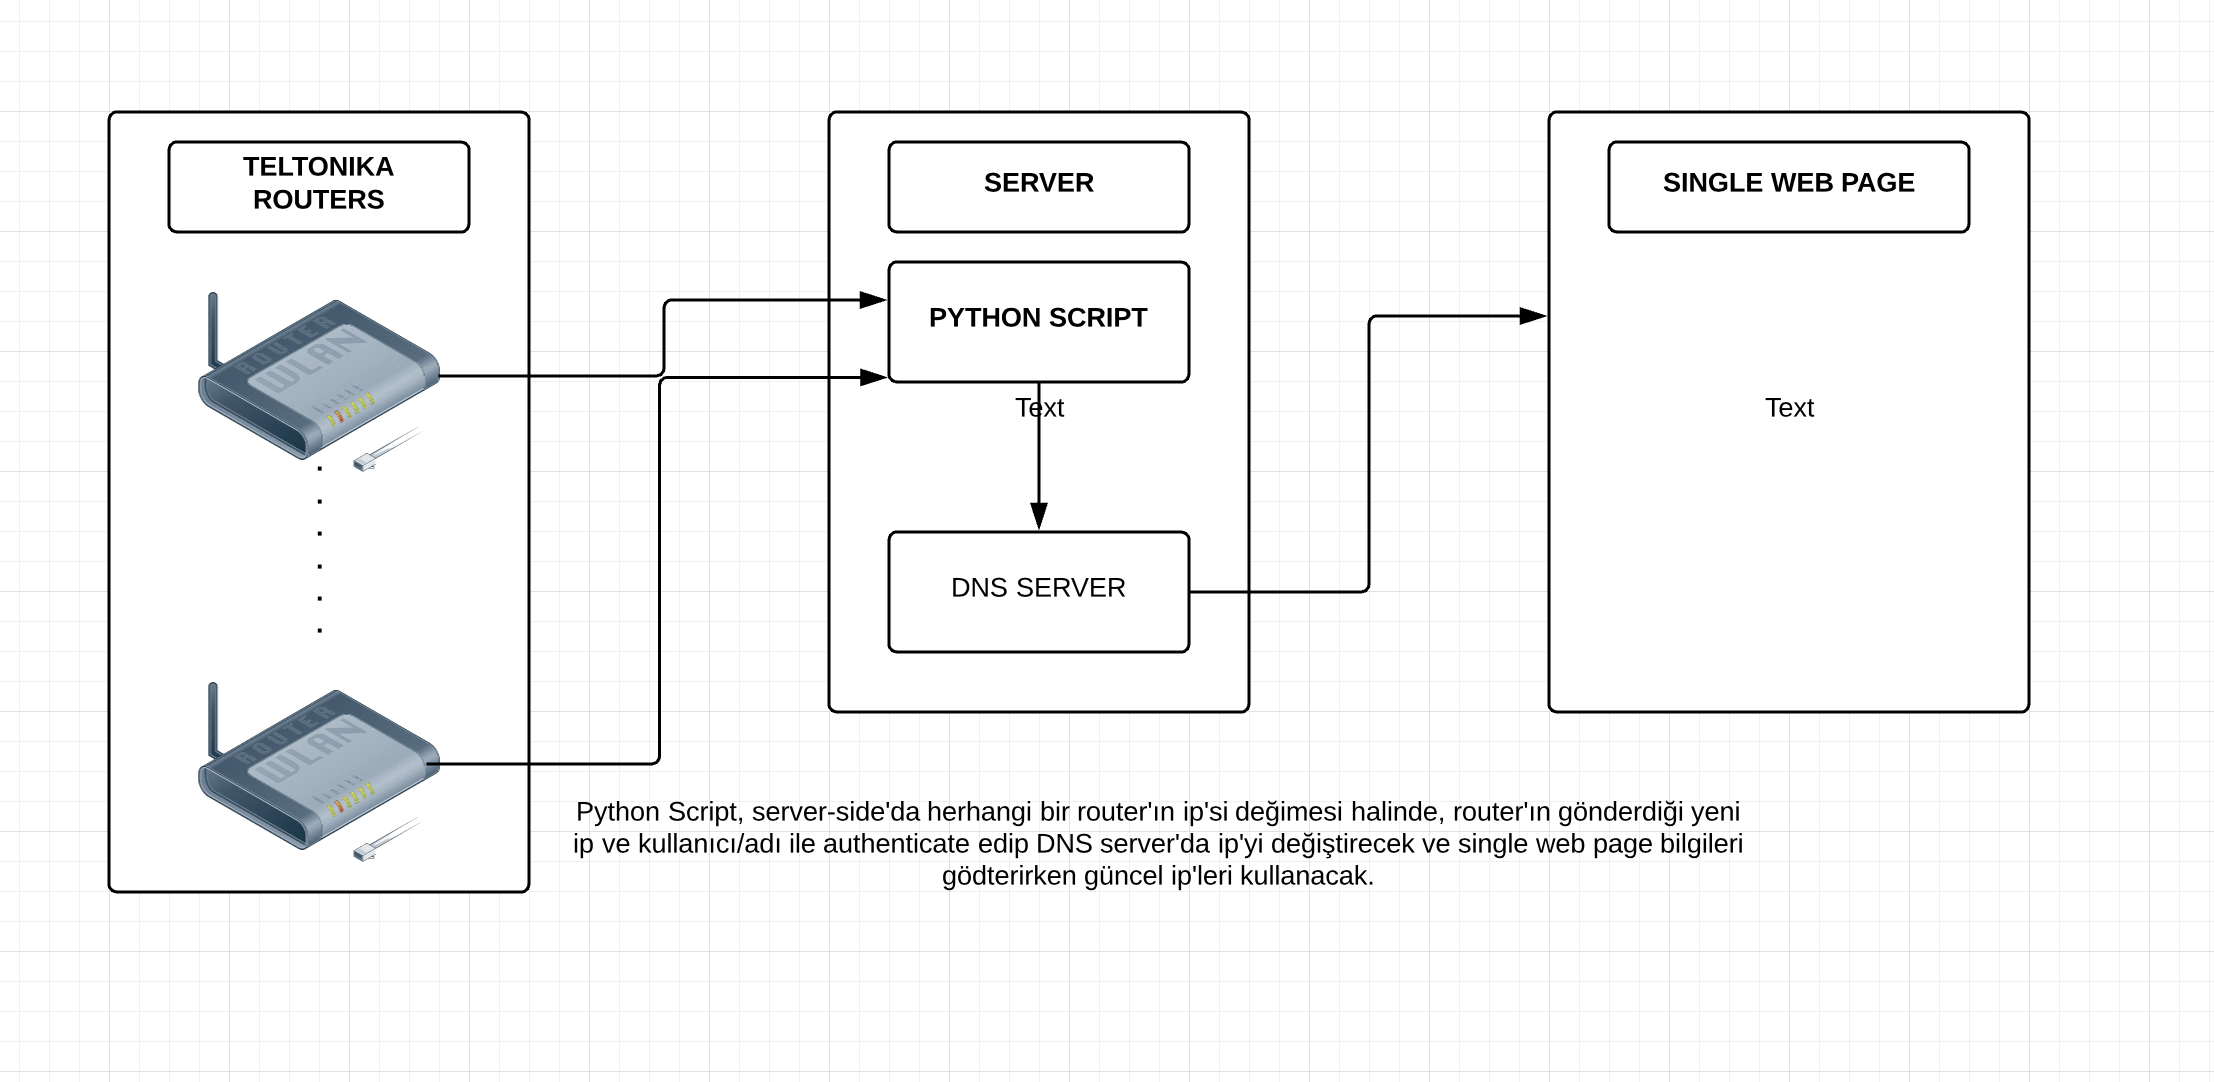 TELTONIKA
ROUTERS
SERVER
SINGLE WEB PAGE
PYTHON SCRIPT
Text
Text
DNS SERVER
ROUTER
WLAN
ROUTER
WLAN
Python Script, server-side'da herhangi bir router'ın ip'si değimesi halinde, router'ın gönderdiği yeni
ip ve kullanıcı/adı ile authenticate edip DNS server'da ip'yi değiştirecek ve single web page bilgileri
gödterirken güncel ip'leri kullanacak.